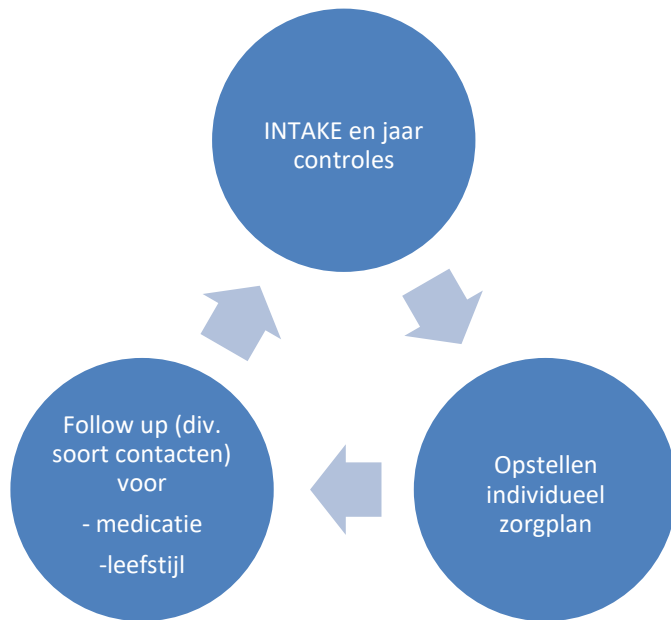 INTAKE en jaar
controles
Opstellen
individueel
zorgplan
Follow up (div.
soort contacten)
voor
- medicatie
-leefstijl